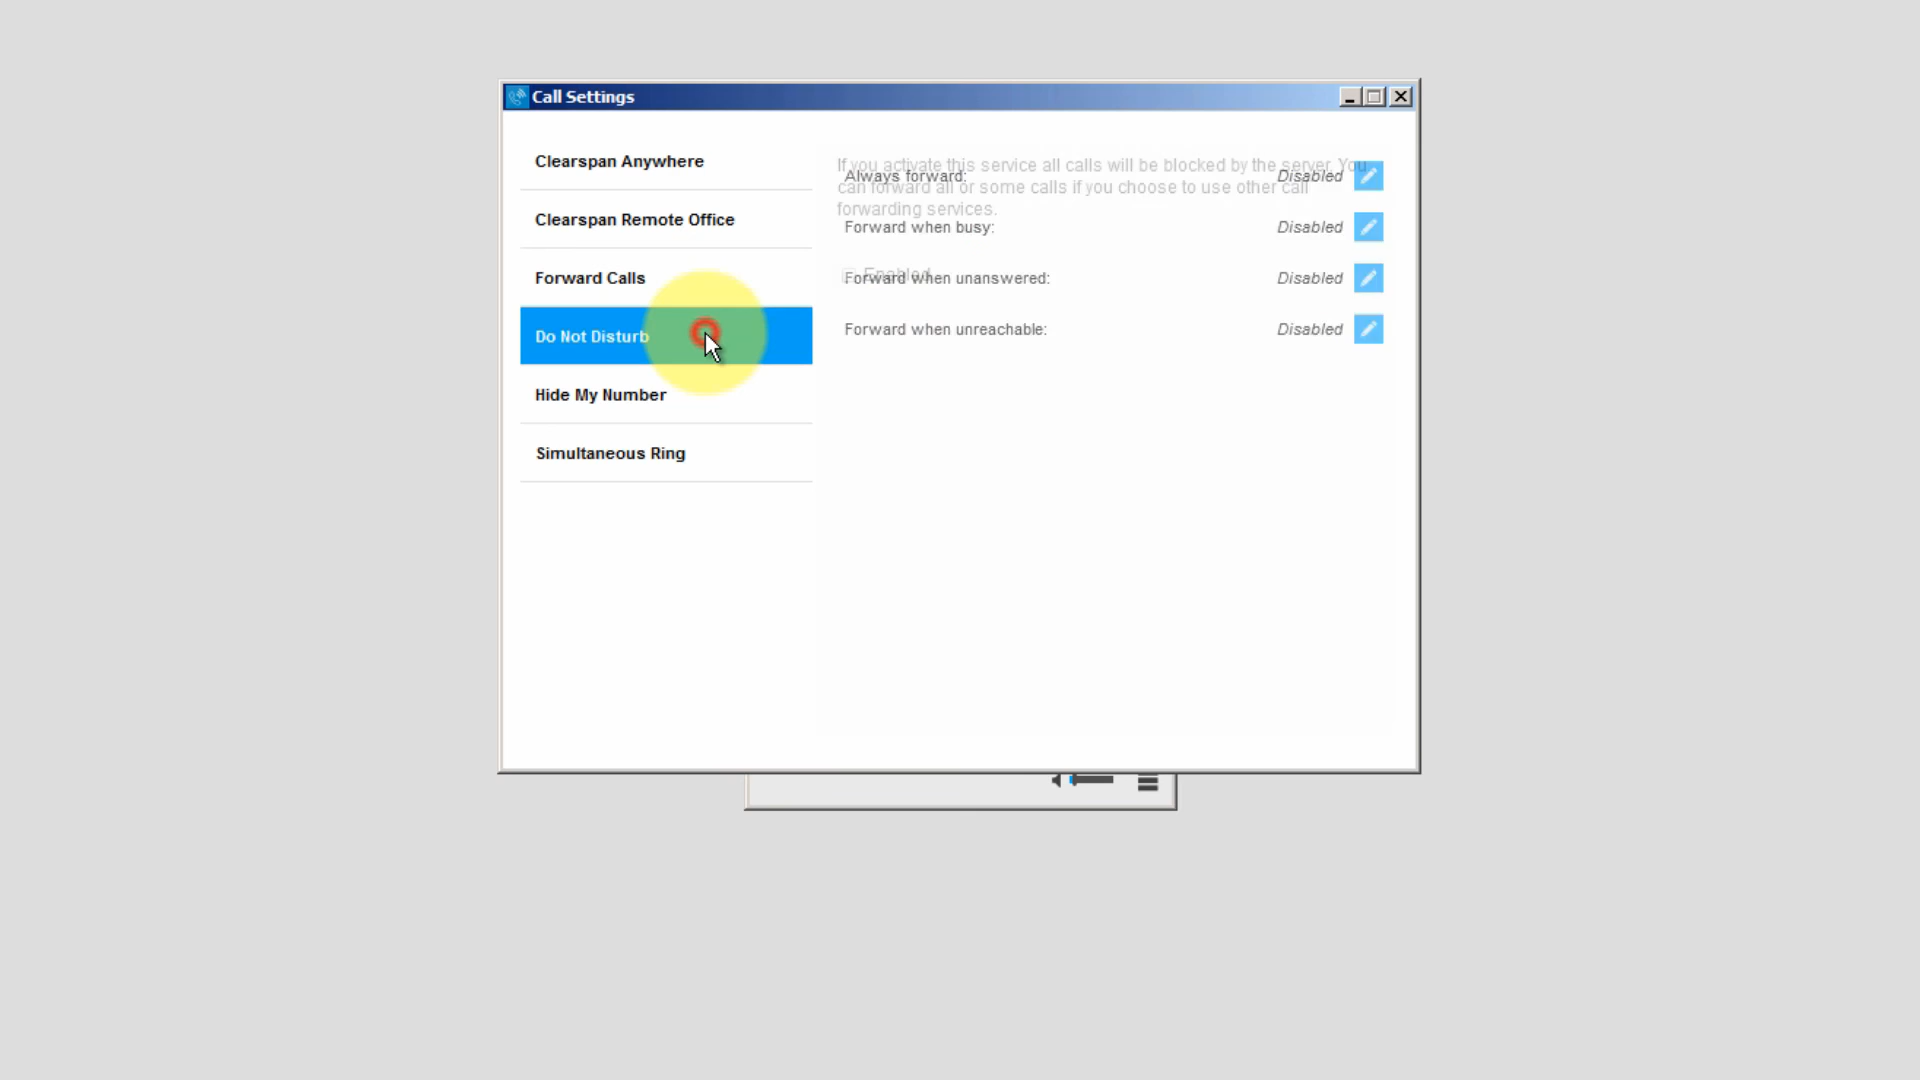 Call Settings
Clearspan Anywhere
Clearspan Remote Office
Forward Calls
Do Not Disturb
Hide My Number
Simultaneous Ring
If you activate this service all calls will be blocked by the server. You
can forward all or some calls if you choose to use other call
forwarding services.
Enabled
Always forward: Disabled
Forward when busy: Disabled
Forward when unanswered: Disabled
Forward when unreachable: Disabled